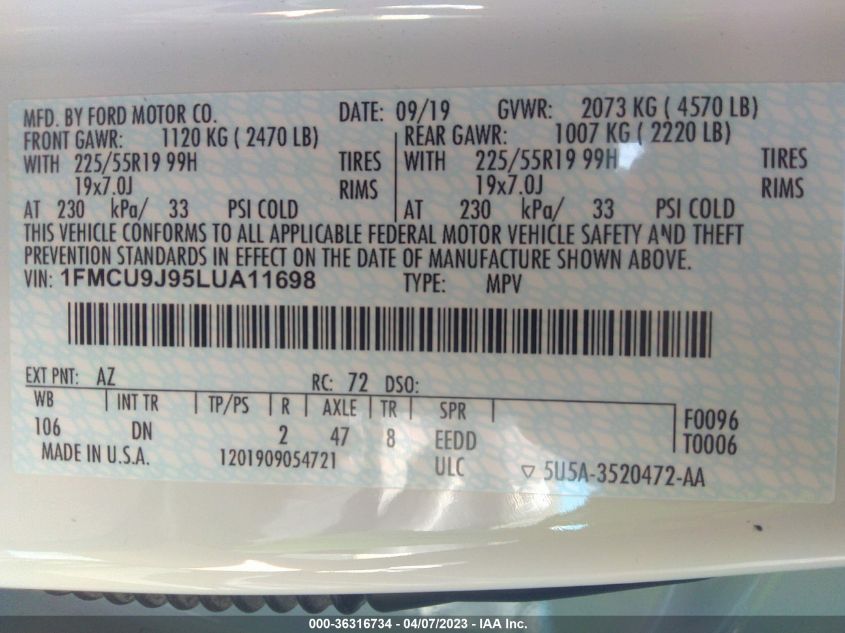 MFD. BY FORD MOTOR CO. DATE: 09/19 GVWR: 2073 KG ( 4570 LB)
FRONT GAWR: 1120 KG ( 2470 LB) REAR GAWR: 1007 KG ( 2220 LB)
WITH 225/55R19 99H TIRES WITH 225/55R19 99H TIRES
19x7.0J RIMS 19x7.0J RIMS
AT 230 kPa/ 33 PSI COLD AT 230 kPa/ 33 PSI COLD
THIS VEHICLE CONFORMS TO ALL APPLICABLE FEDERAL MOTOR VEHICLE SAFETY AND THEFT
PREVENTION STANDARDS IN EFFECT ON THE DATE OF MANUFACTURE SHOWN ABOVE.
VIN: 1FMCU9J95LUA11698 TYPE: MPV
EXT PNT: AZ RC: 72 DSO:
WB INT TR TP/PS R AXLE TR SPR F0096
106 DN 2 47 8 EEDD T0006
MADE IN U.S.A. 1201909054721 ULC ▽ 5U5A-3520472-AA
000-36316734 - 04/07/2023 - IAA Inc.